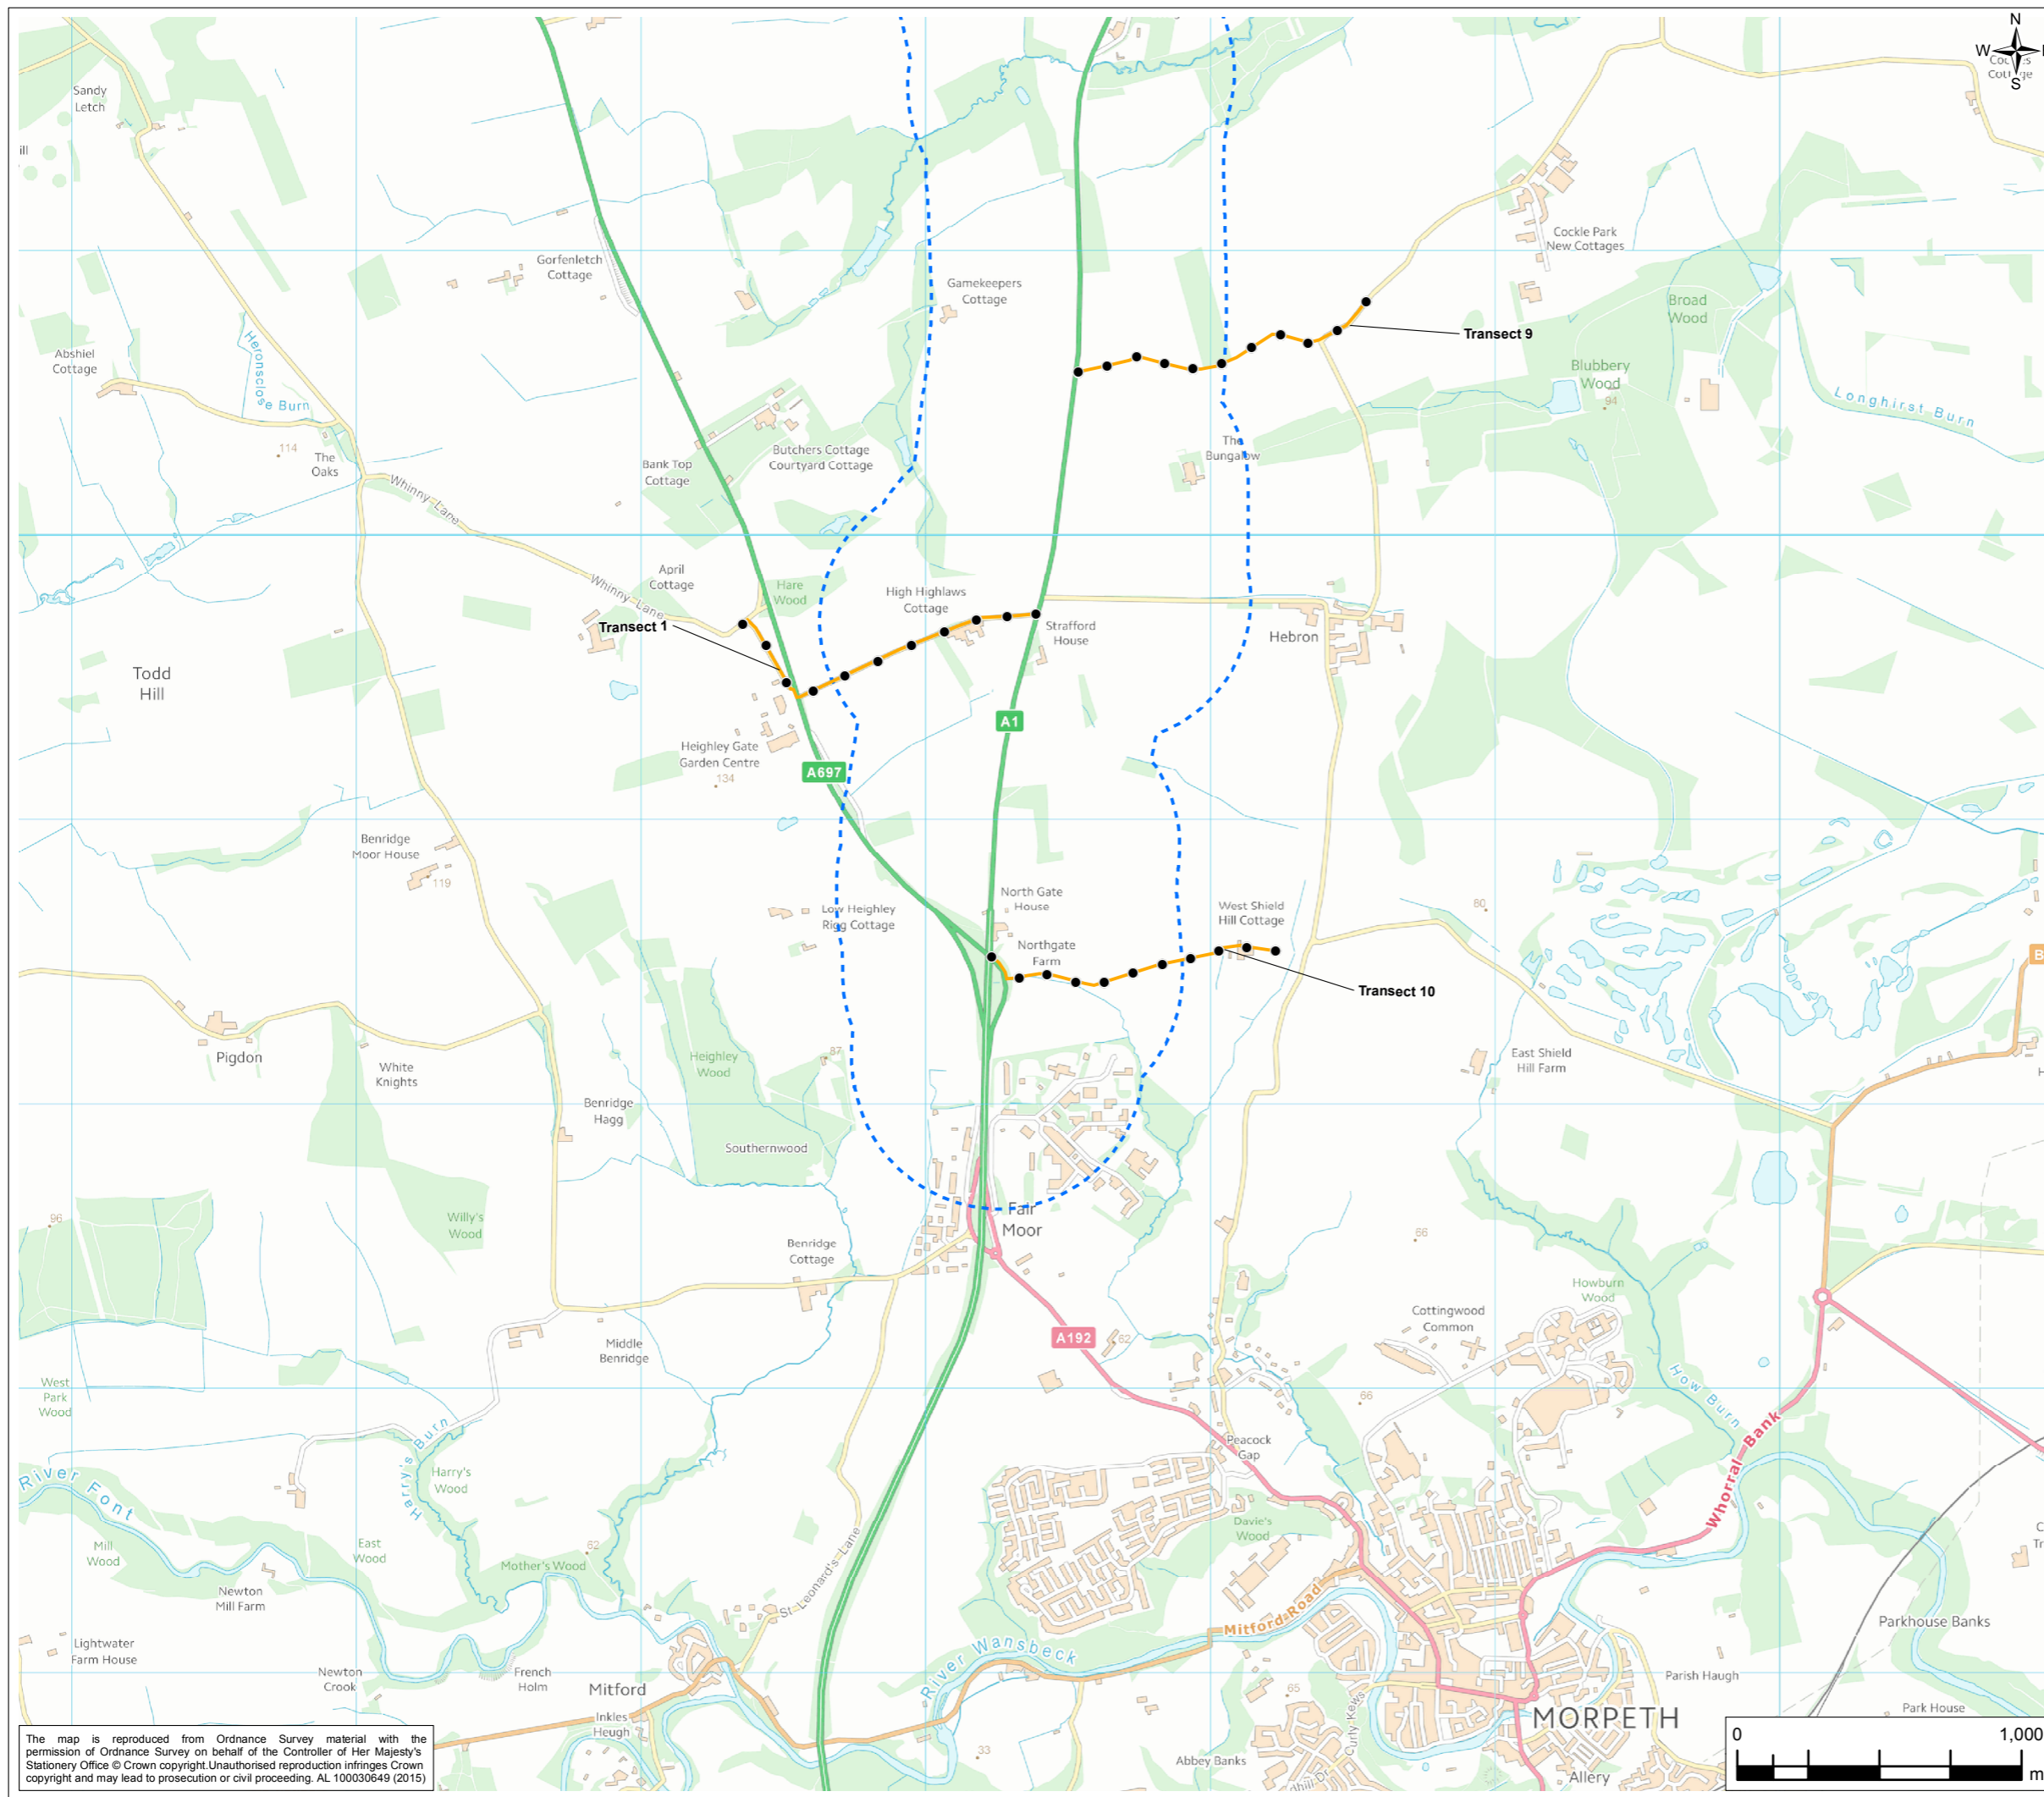 N
W
S
Cottage
Sandy
Letch
ill
Cockle Park
New Cottages
Gorfenletch
Cottage
Gamekeepers
Cottage
Broad
Wood
Transect 9
Abshiel
Cottage
Heronsclose Burn
Blubbery
Wood
94
Longhirst Burn
114
The
Oaks
Whinny Lane
Bank Top
Cottage
Butchers Cottage
Courtyard Cottage
The
Bungalow
April
Cottage
Whinny Lane
Hare
Wood
High Highlaws
Cottage
Transect 1
Strafford
House
Hebron
Todd
Hill
A1
Heighley Gate
Garden Centre
134
A697
Benridge
Moor House
119
North Gate
House
Low Heighley
Rigg Cottage
West Shield
Hill Cottage
80
Northgate
Farm
B
Transect 10
Pigdon
White
Knights
Heighley
Wood
87
East Shield
Hill Farm
H
Benridge
Hagg
Southernwood
96
Willy's
Wood
Fair
Moor
Benridge
Cottage
66
Howburn
Wood
Cottingwood
Common
Middle
Benridge
A192
62
West
Park
Wood
66
How Burn
Whorral Bank
Peacock
Gap
Harry's Burn
Harry's
Wood
River Font
Davie's
Wood
Mill
Wood
East
Wood
62
Mother's Wood
St Leonard's Lane
Newton
Mill Farm
Mitford Road
Parkhouse Banks
Lightwater
Farm House
River Wansbeck
Newton
Crook
French
Holm
Mitford
Parish Haugh
65
Park House
Inkles
Heugh
Curly Kews
MORPETH
33
Abbey Banks
Allery
The map is reproduced from Ordnance Survey material with the
permission of Ordnance Survey on behalf of the Controller of Her Majesty's
Stationery Office © Crown copyright.Unauthorised reproduction infringes Crown
copyright and may lead to prosecution or civil proceeding. AL 100030649 (2015)
0 1,000
m